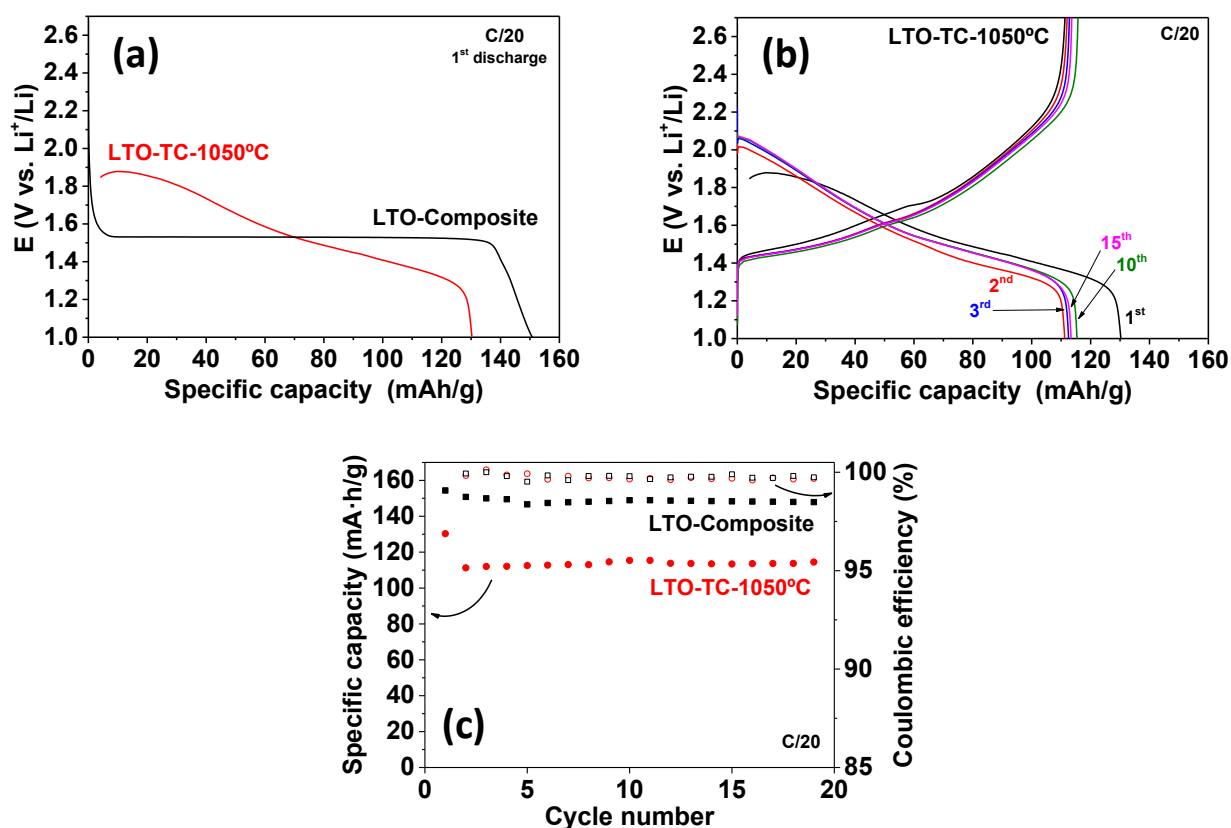 (a)
C/20
1st discharge
LTO-TC-1050ºC
LTO-Composite
E (V vs. Li+/Li)
2.6
2.4
2.2
2.0
1.8
1.6
1.4
1.2
1.0
0 20 40 60 80 100 120 140 160
Specific capacity (mAh/g)
(b)
LTO-TC-1050ºC
C/20
E (V vs. Li+/Li)
2.6
2.4
2.2
2.0
1.8
1.6
1.4
1.2
1.0
15th
10th
2nd
3rd
1st
0 20 40 60 80 100 120 140 160
Specific capacity (mAh/g)
Specific capacity (mA·h/g)
160
140
120
100
80
60
40
20
0
LTO-Composite
LTO-TC-1050ºC
(c)
C/20
100
95
90
85
Coulombic efficiency (%)
0 5 10 15 20
Cycle number